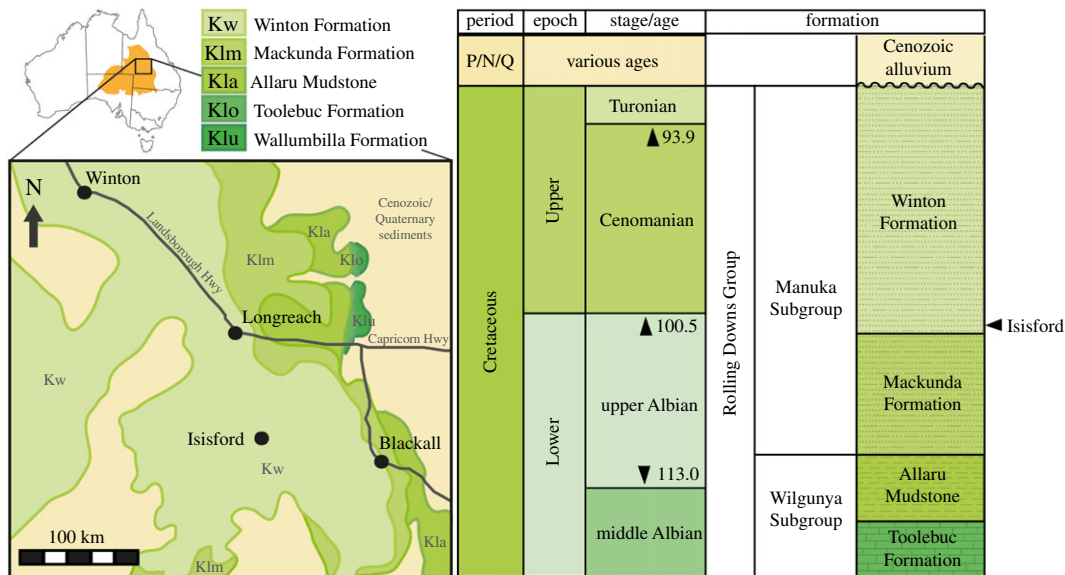 Kw Winton Formation
Klm Mackunda Formation
Kla Allaru Mudstone
Klo Toolebuc Formation
Klu Wallumbilla Formation
N
Winton
Landsborough Hwy
Cenozoic/
Quaternary
sediments
Kla
Klm
Klo
Longreach
Klu
Capricorn Hwy
Kw
Isisford
Blackall
Kw
100 km
Kla
Klm
period epoch stage/age formation
P/N/Q various ages
Cenozoic
alluvium
Cretaceous
Upper
Lower
Turonian
93.9
Cenomanian
100.5
upper Albian
113.0
middle Albian
Rolling Downs Group
Manuka
Subgroup
Wilgunya
Subgroup
Winton
Formation
Isisford
Mackunda
Formation
Allaru
Mudstone
Toolebuc
Formation